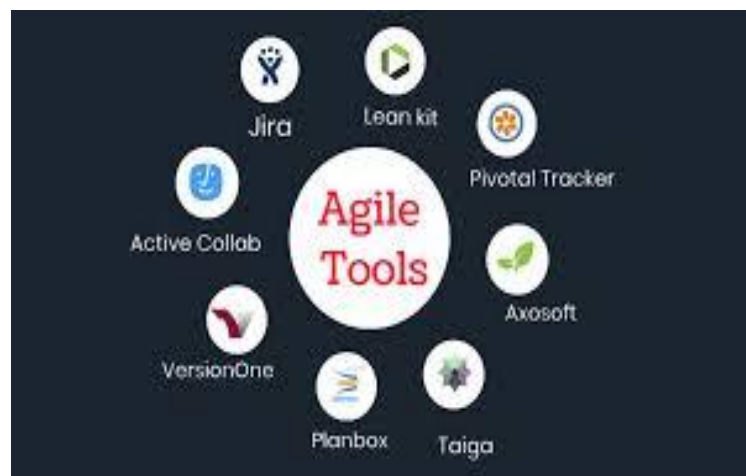 Jira
Lean kit
Pivotal Tracker
Active Collab
Agile
Tools
Axosoft
VersionOne
Planbox
Taiga